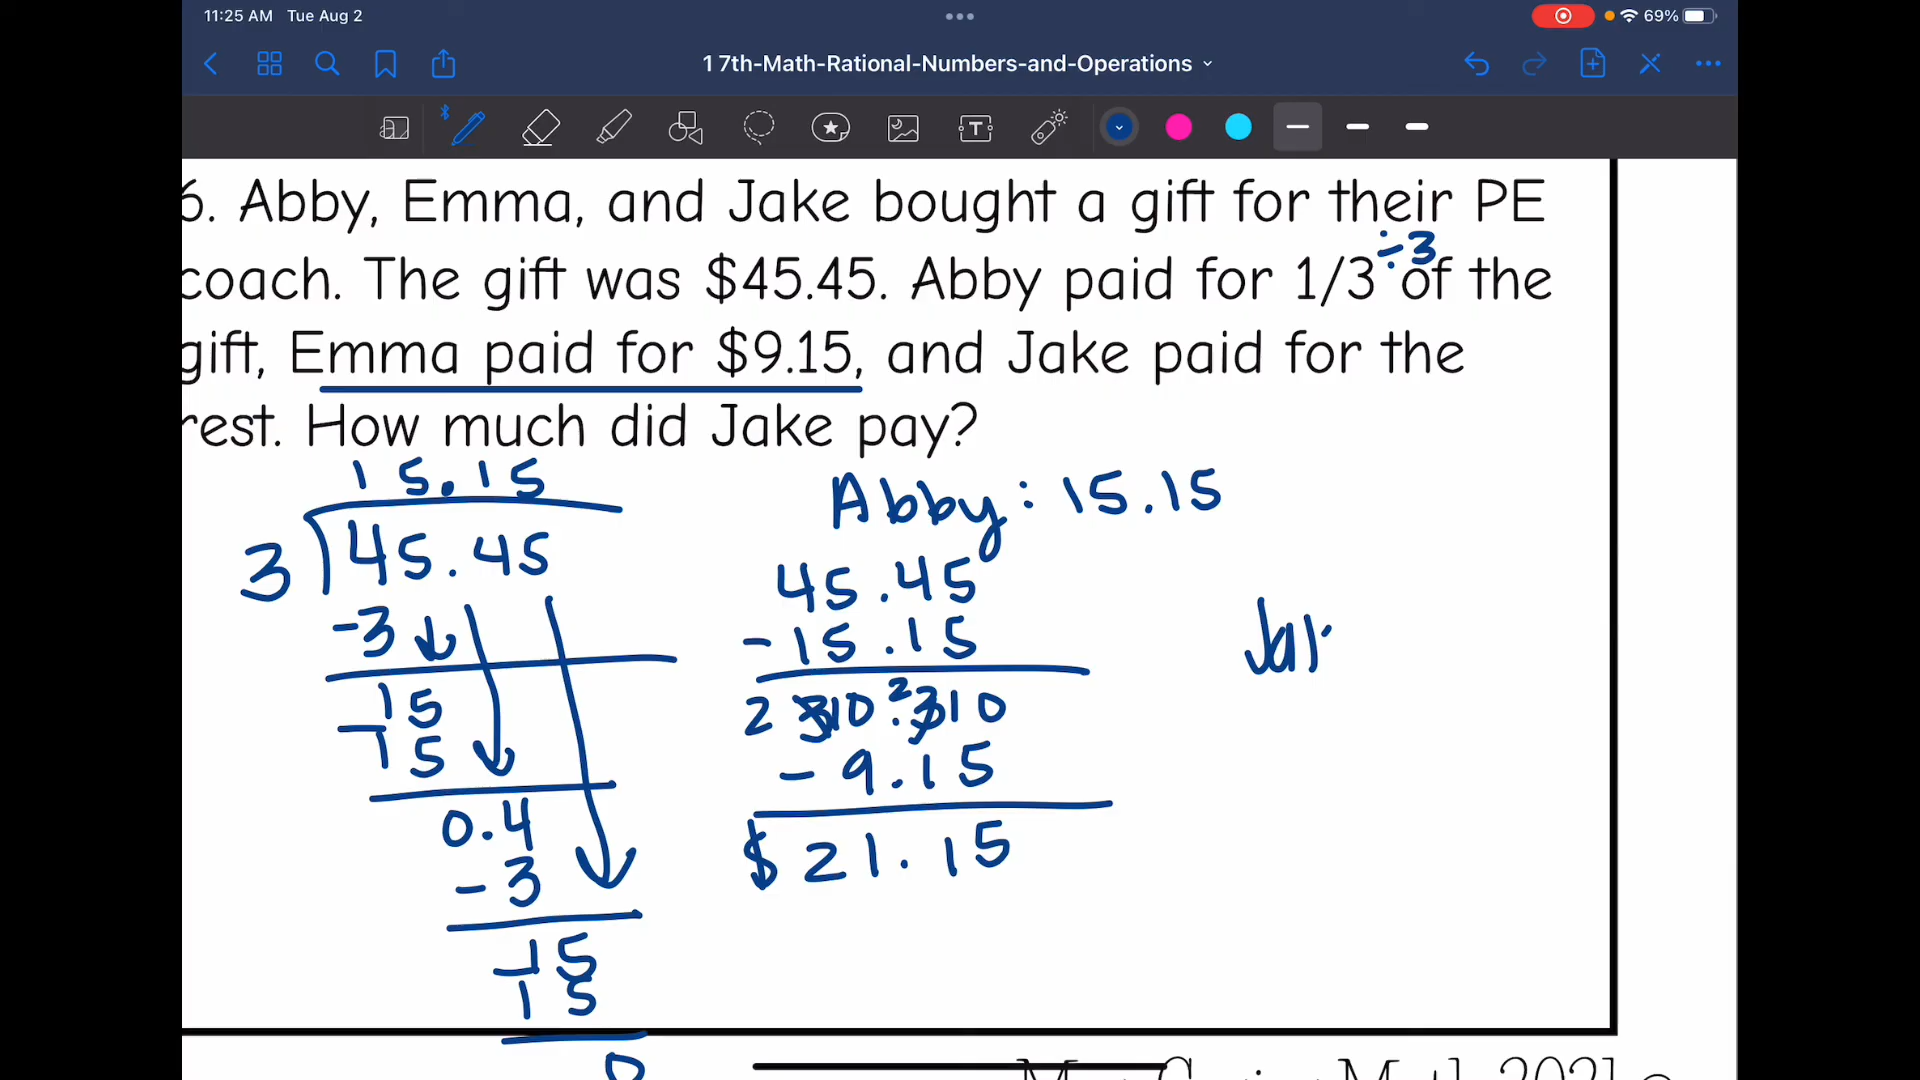 11:25 AM Tue Aug 2
69%
1 7th-Math-Rational-Numbers-and-Operations
6. Abby, Emma, and Jake bought a gift for their PE
÷3
coach. The gift was $45.45. Abby paid for 1/3 of the
gift, Emma paid for $9.15, and Jake paid for the
rest. How much did Jake pay?
15.15
3 45.45
-3
15
-15
0.4
-3
15
-15
0
Abby: 15.15
45.45
-15.15
2 310.2310
-9.15
$21.15
Jak